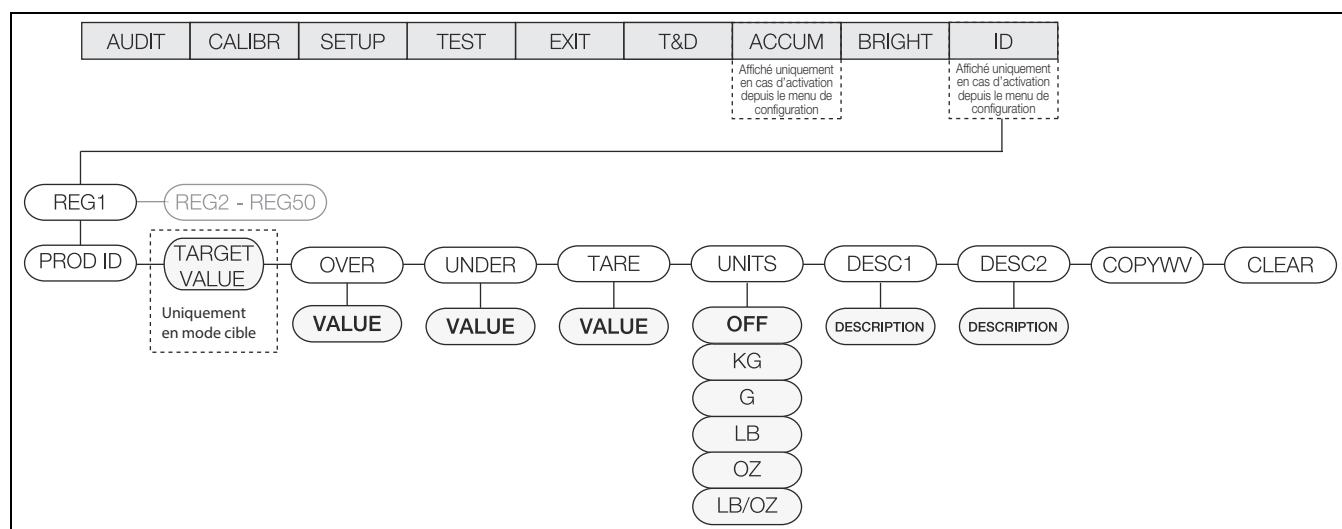 AUDIT CALIBR SETUP TEST EXIT T&D ACCUM BRIGHT ID
Affiché uniquement
en cas d'activation
depuis le menu de
configuration
Affiché uniquement
en cas d'activation
depuis le menu de
configuration
REG1 REG2 - REG50
PROD ID TARGET
VALUE OVER UNDER TARE UNITS DESC1 DESC2 COPYWV CLEAR
Uniquement
en mode cible
VALUE VALUE VALUE OFF DESCRIPTION DESCRIPTION
KG
G
LB
OZ
LB/OZ